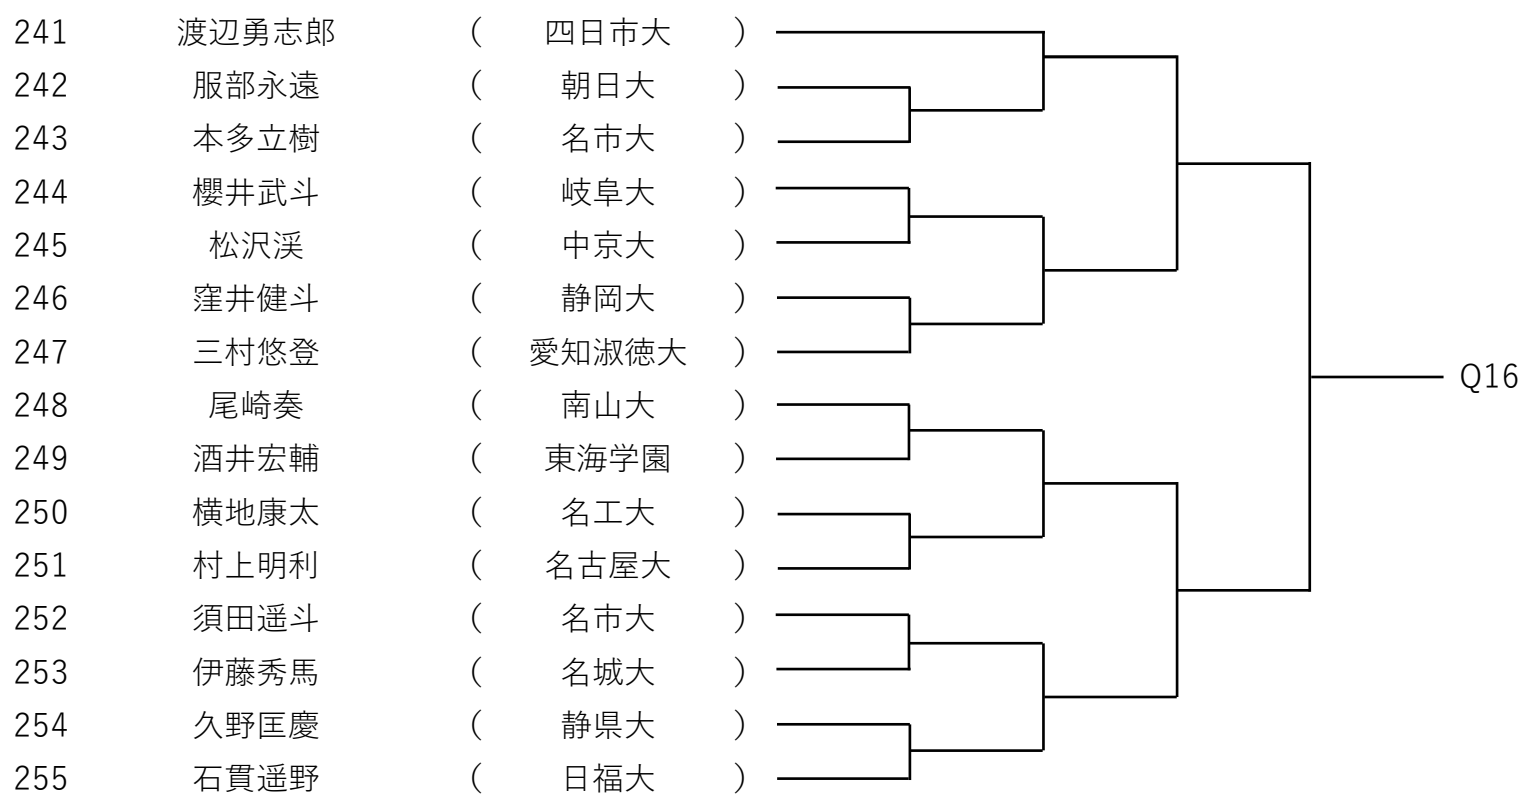 241 渡辺勇志郎 ( 四日市大 )
242 服部永遠 ( 朝日大 )
243 本多立樹 ( 名市大 )
244 櫻井武斗 ( 岐阜大 )
245 松沢渓 ( 中京大 )
246 窪井健斗 ( 静岡大 )
247 三村悠登 ( 愛知淑徳大 )
Q16
248 尾崎奏 ( 南山大 )
249 酒井宏輔 ( 東海学園 )
250 横地康太 ( 名工大 )
251 村上明利 ( 名古屋大 )
252 須田遥斗 ( 名市大 )
253 伊藤秀馬 ( 名城大 )
254 久野匡慶 ( 静県大 )
255 石貫遥野 ( 日福大 )